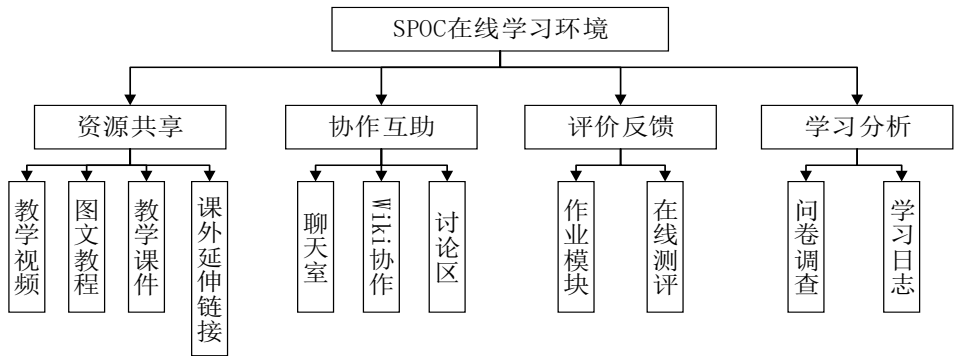 SPOC在线学习环境
资源共享
协作互助
评价反馈
学习分析
教学视频
图文教程
教学课件
课外延伸链接
聊天室
Wiki协作
讨论区
作业模块
在线测评
问卷调查
学习日志